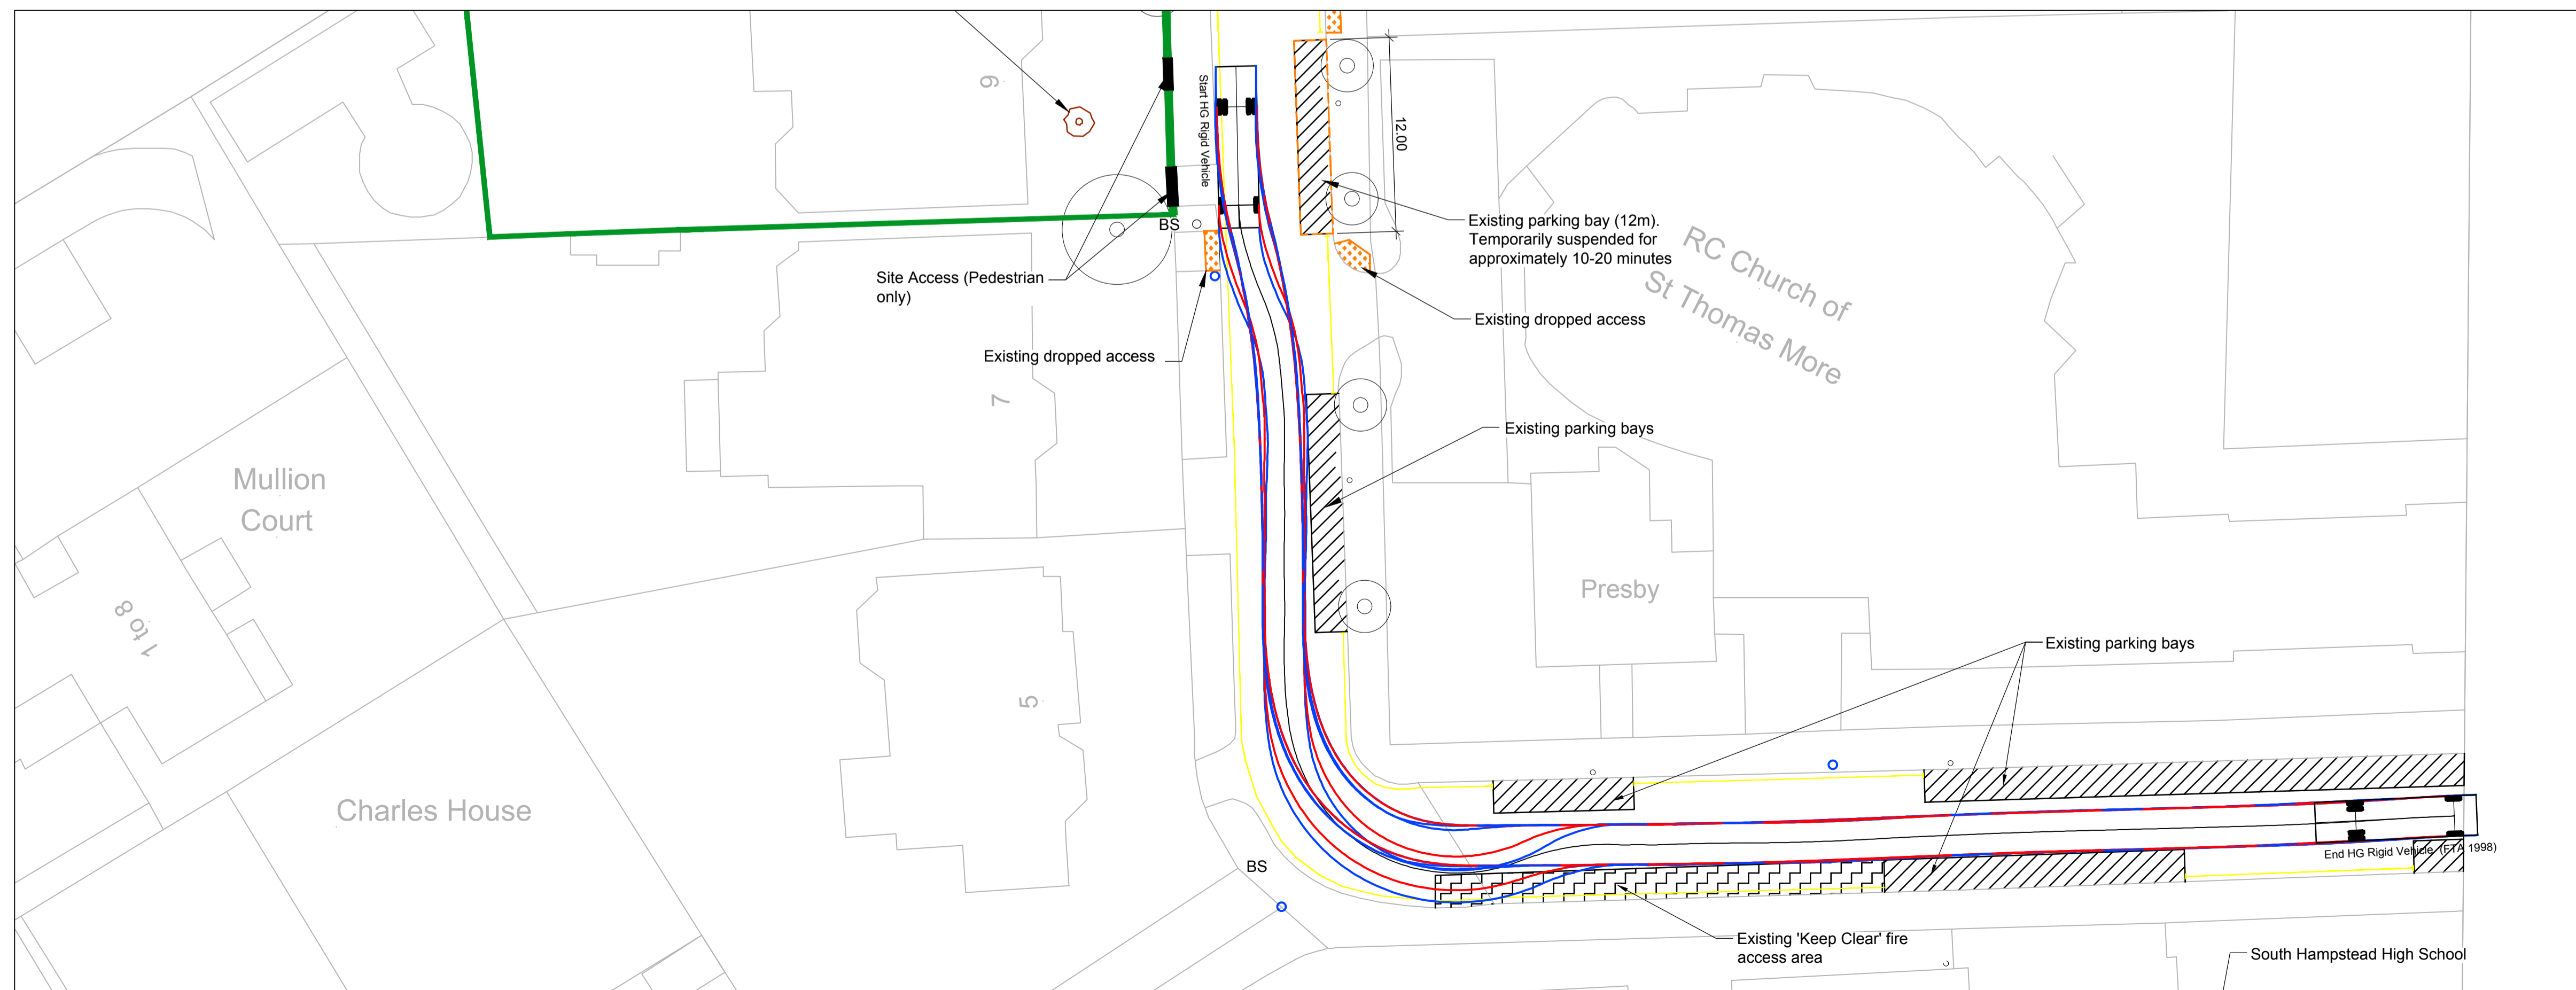 9
Start HG Rigid Vehicle
12.00
BS
Existing parking bay (12m).
Temporarily suspended for
approximately 10-20 minutes
RC Church of
St Thomas More
Site Access (Pedestrian
only)
Existing dropped access
Existing dropped access
7
Existing parking bays
Mullion
Court
1 to 8
Presby
5
Existing parking bays
Charles House
End HG Rigid Vehicle (FTA 1998)
BS
Existing 'Keep Clear' fire
access area
South Hampstead High School